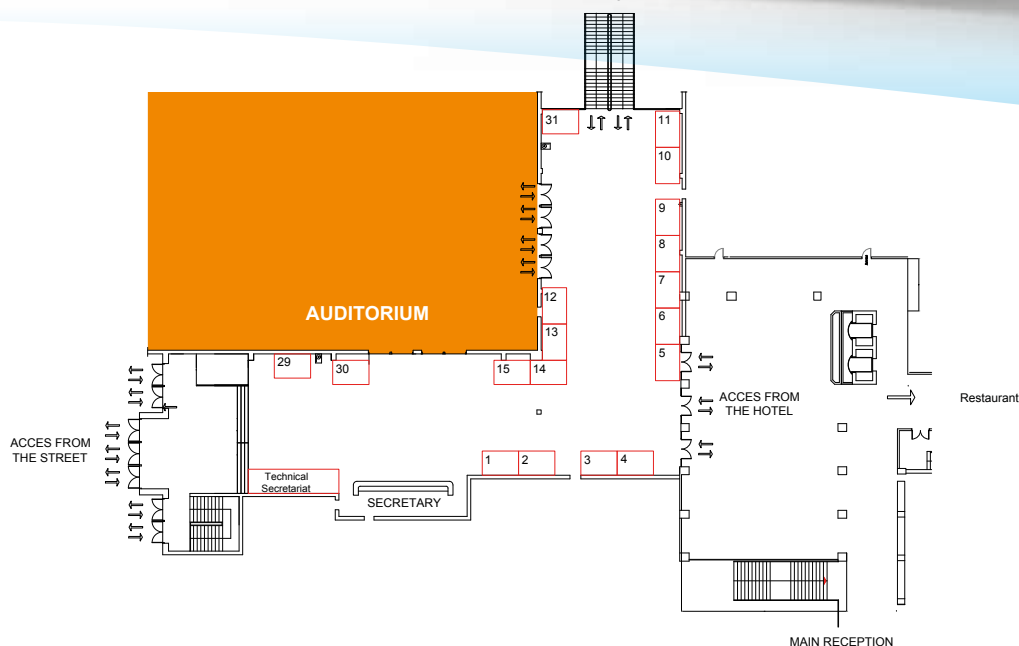 31
11
10
9
8
7
12
6
AUDITORIUM
13
5
29
30
15
14
ACCES FROM
THE HOTEL
Restaurant
ACCES FROM
THE STREET
1
2
3
4
Technical
Secretariat
SECRETARY
MAIN RECEPTION